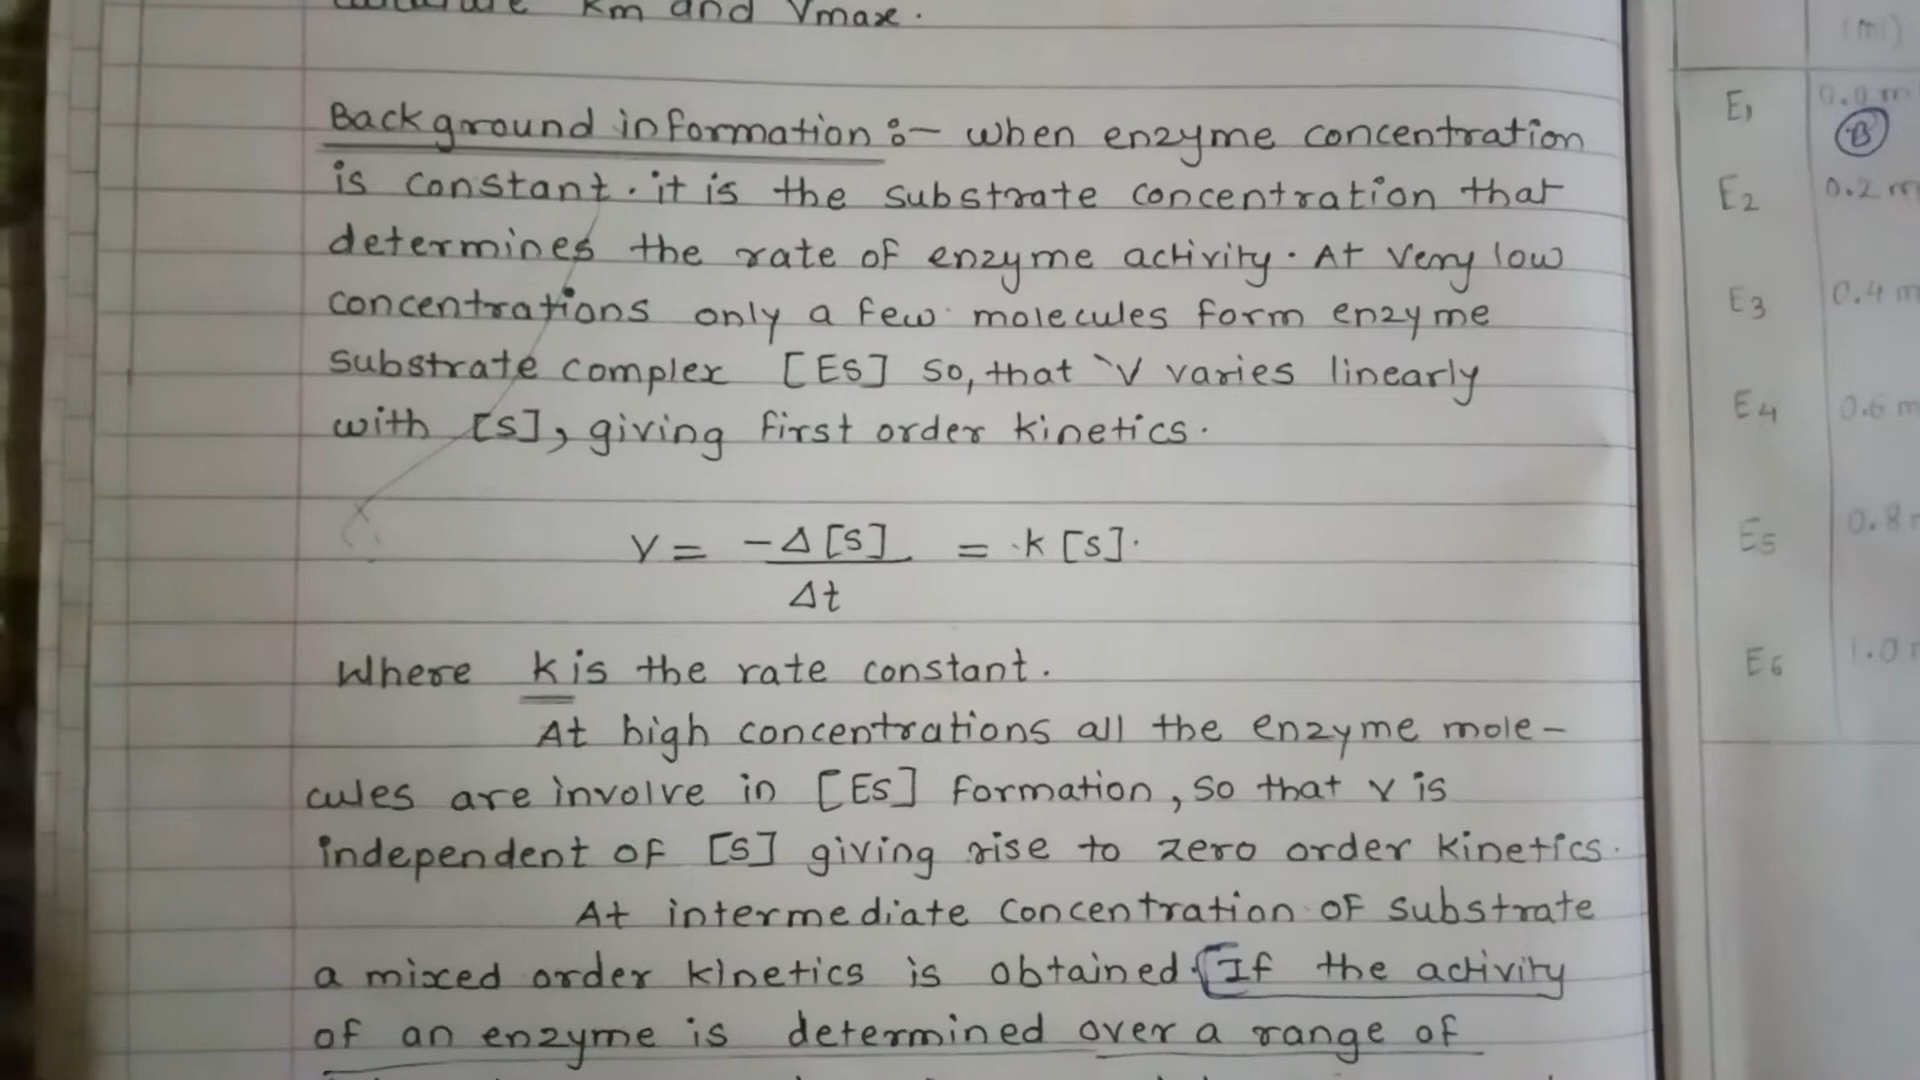 Km and Vmax.
Background information :- when enzyme concentration
is constant. it is the substrate concentration that
determines the rate of enzyme activity. At very low
concentrations only a few molecules form enzyme
substrate complex [ES] so, that V varies linearly
with [S], giving first order kinetics.
V = -Δ[S] = k [S].
Δt
Where k is the rate constant.
At high concentrations all the enzyme mole-
cules are involve in [ES] formation, so that v is
independent of [S] giving rise to zero order kinetics.
At intermediate concentration of substrate
a mixed order kinetics is obtained. (If the activity
of an enzyme is determined over a range of
(ml)
E1 0.0 m
B
E2 0.2 m
E3 0.4 m
E4 0.6 m
E5 0.8
E6 1.0